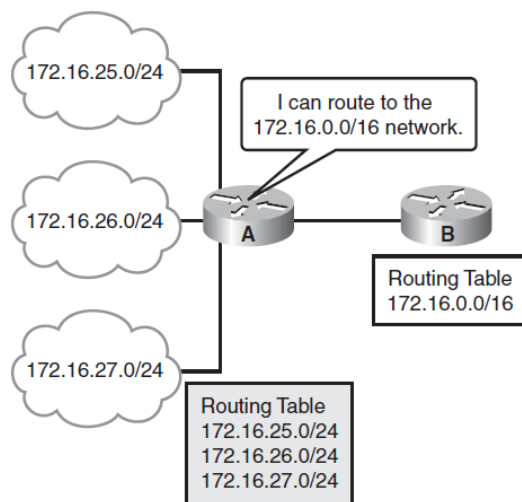 172.16.25.0/24
I can route to the
172.16.0.0/16 network.
172.16.26.0/24
A
B
Routing Table
172.16.0.0/16
172.16.27.0/24
Routing Table
172.16.25.0/24
172.16.26.0/24
172.16.27.0/24